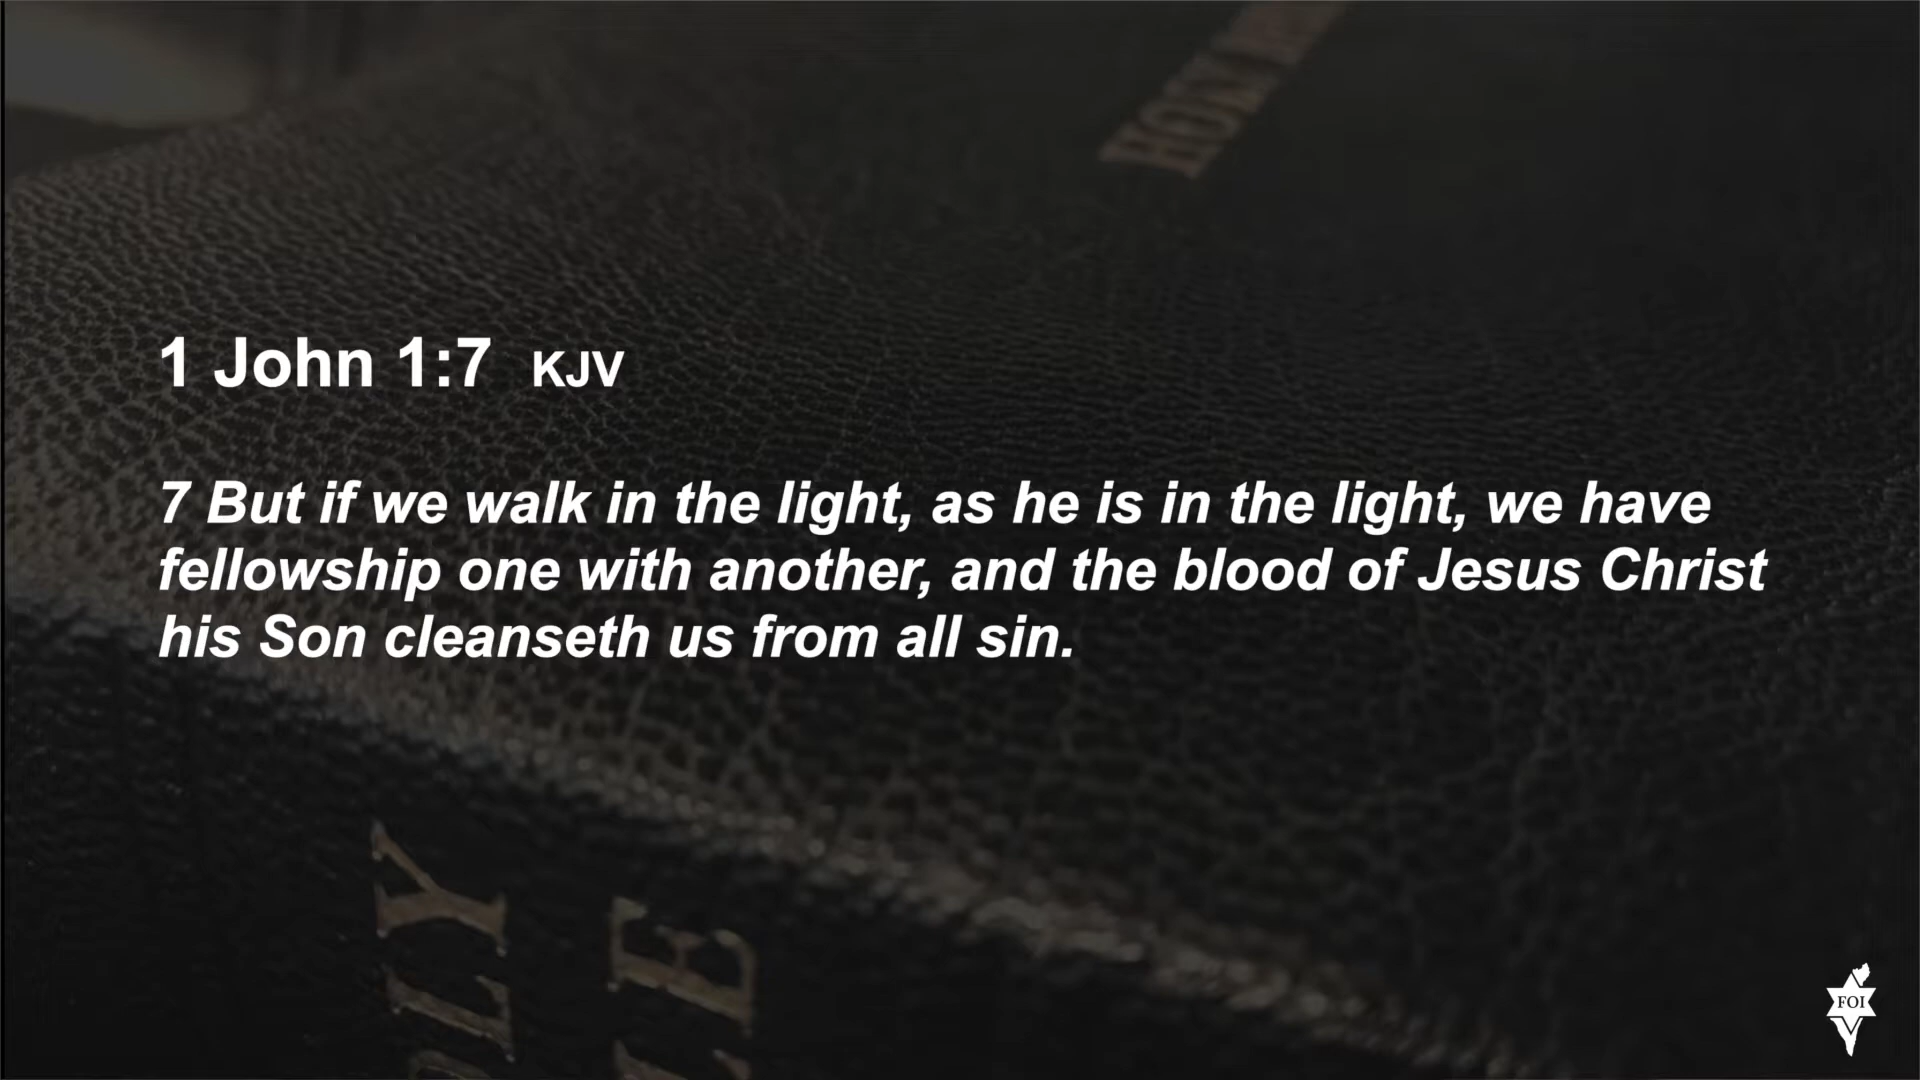 HOLY
1 John 1:7 KJV
7 But if we walk in the light, as he is in the light, we have
fellowship one with another, and the blood of Jesus Christ
his Son cleanseth us from all sin.
FOI